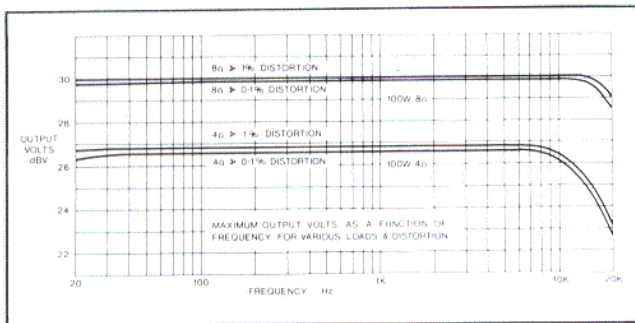 8Ω > 1% DISTORTION
30
8Ω > 0·1% DISTORTION
100W 8Ω
28
OUTPUT
VOLTS
dBV
4Ω > 1% DISTORTION
26
4Ω > 0·1% DISTORTION
100W 4Ω
24
MAXIMUM OUTPUT VOLTS AS A FUNCTION OF
FREQUENCY FOR VARIOUS LOADS & DISTORTION
22
20
100
1K
10K
20K
FREQUENCY Hz